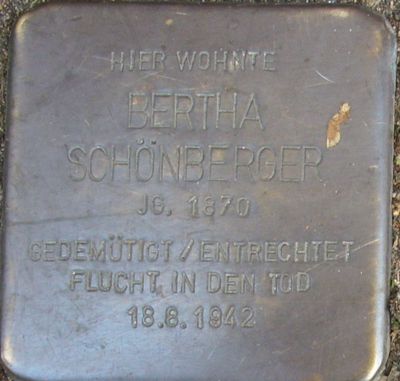 HIER WOHNTE
BERTHA
SCHÖNBERGER
JG. 1870
GEDEMÜTIGT / ENTRECHTET
FLUCHT IN DEN TOD
18.8.1942